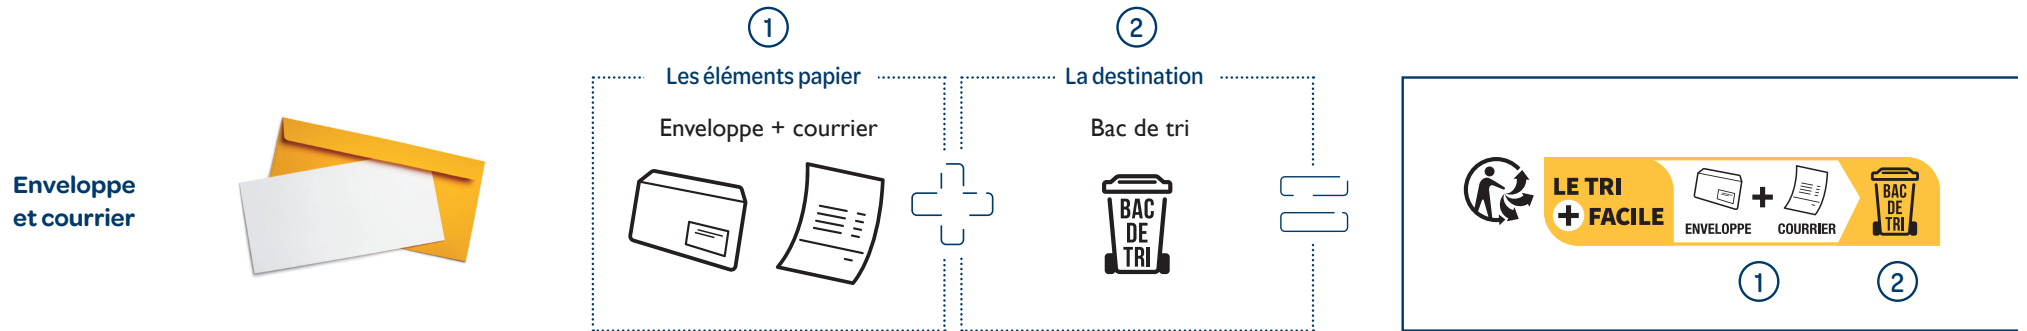 Enveloppe
et courrier
1
Les éléments papier
Enveloppe + courrier
2
La destination
Bac de tri
BAC
DE
TRI
LE TRI
+ FACILE
ENVELOPPE + COURRIER
BAC
DE
TRI
1
2